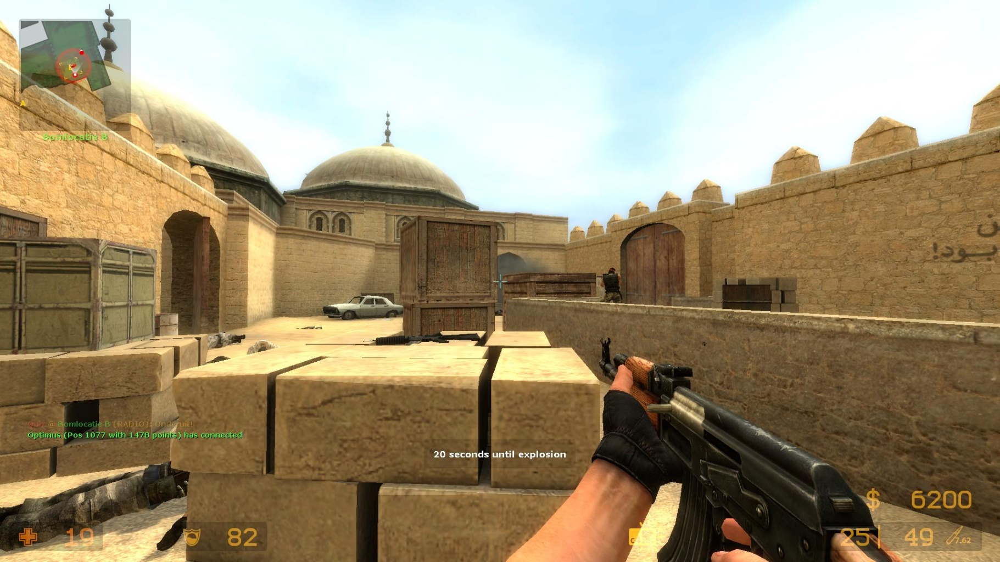 A
Bomlocatie B
ن
بود!
@ Bomlocatie B (RADIO): Onderuit!
Optimus (Pos 1077 with 1478 points) has connected
20 seconds until explosion
$ 6200
19
82
25| 49 7.62